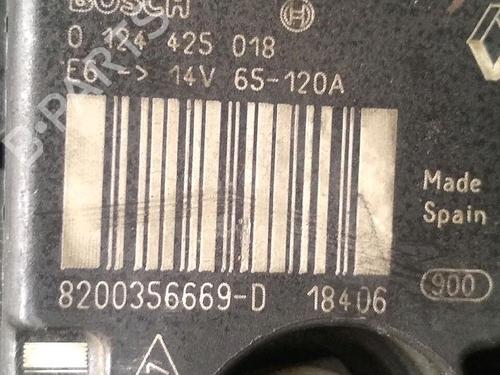 BOSCH
0 124 425 018
E6 -> 14V 65-120A
Made
Spain
8200356669-D 18406
900
B-PARTS